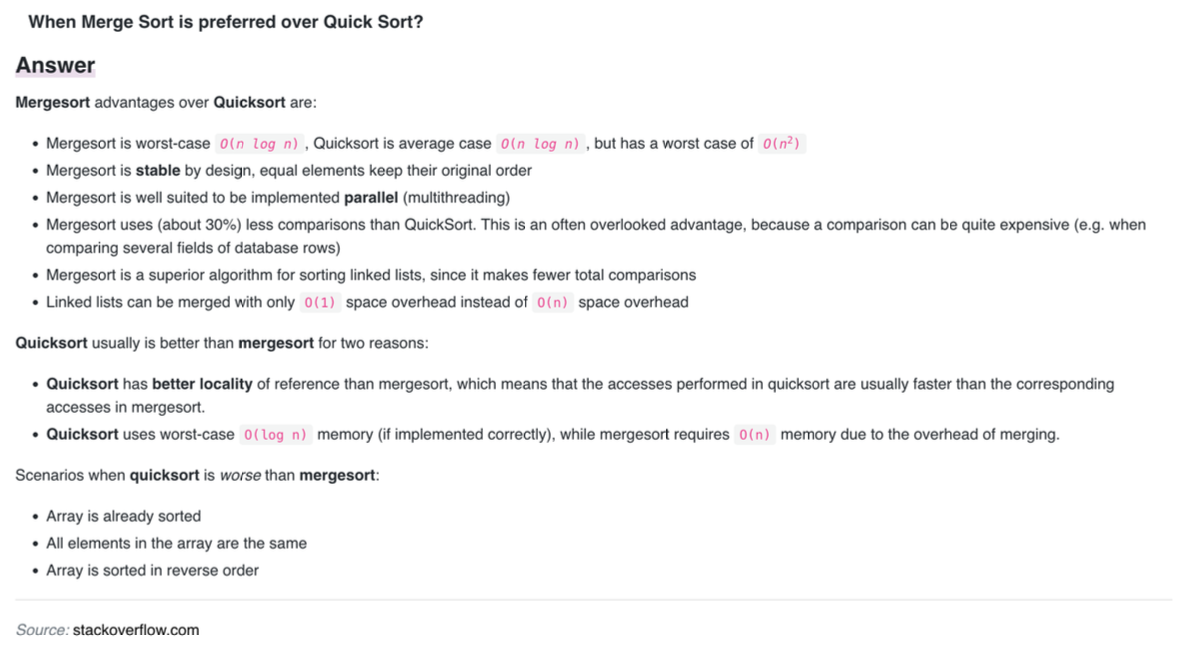 When Merge Sort is preferred over Quick Sort?
Answer
Mergesort advantages over Quicksort are:
• Mergesort is worst-case O(n log n) , Quicksort is average case O(n log n) , but has a worst case of O(n²)
• Mergesort is stable by design, equal elements keep their original order
• Mergesort is well suited to be implemented parallel (multithreading)
• Mergesort uses (about 30%) less comparisons than QuickSort. This is an often overlooked advantage, because a comparison can be quite expensive (e.g. when
comparing several fields of database rows)
• Mergesort is a superior algorithm for sorting linked lists, since it makes fewer total comparisons
• Linked lists can be merged with only O(1) space overhead instead of O(n) space overhead
Quicksort usually is better than mergesort for two reasons:
• Quicksort has better locality of reference than mergesort, which means that the accesses performed in quicksort are usually faster than the corresponding
accesses in mergesort.
• Quicksort uses worst-case O(log n) memory (if implemented correctly), while mergesort requires O(n) memory due to the overhead of merging.
Scenarios when quicksort is worse than mergesort:
• Array is already sorted
• All elements in the array are the same
• Array is sorted in reverse order
Source: stackoverflow.com